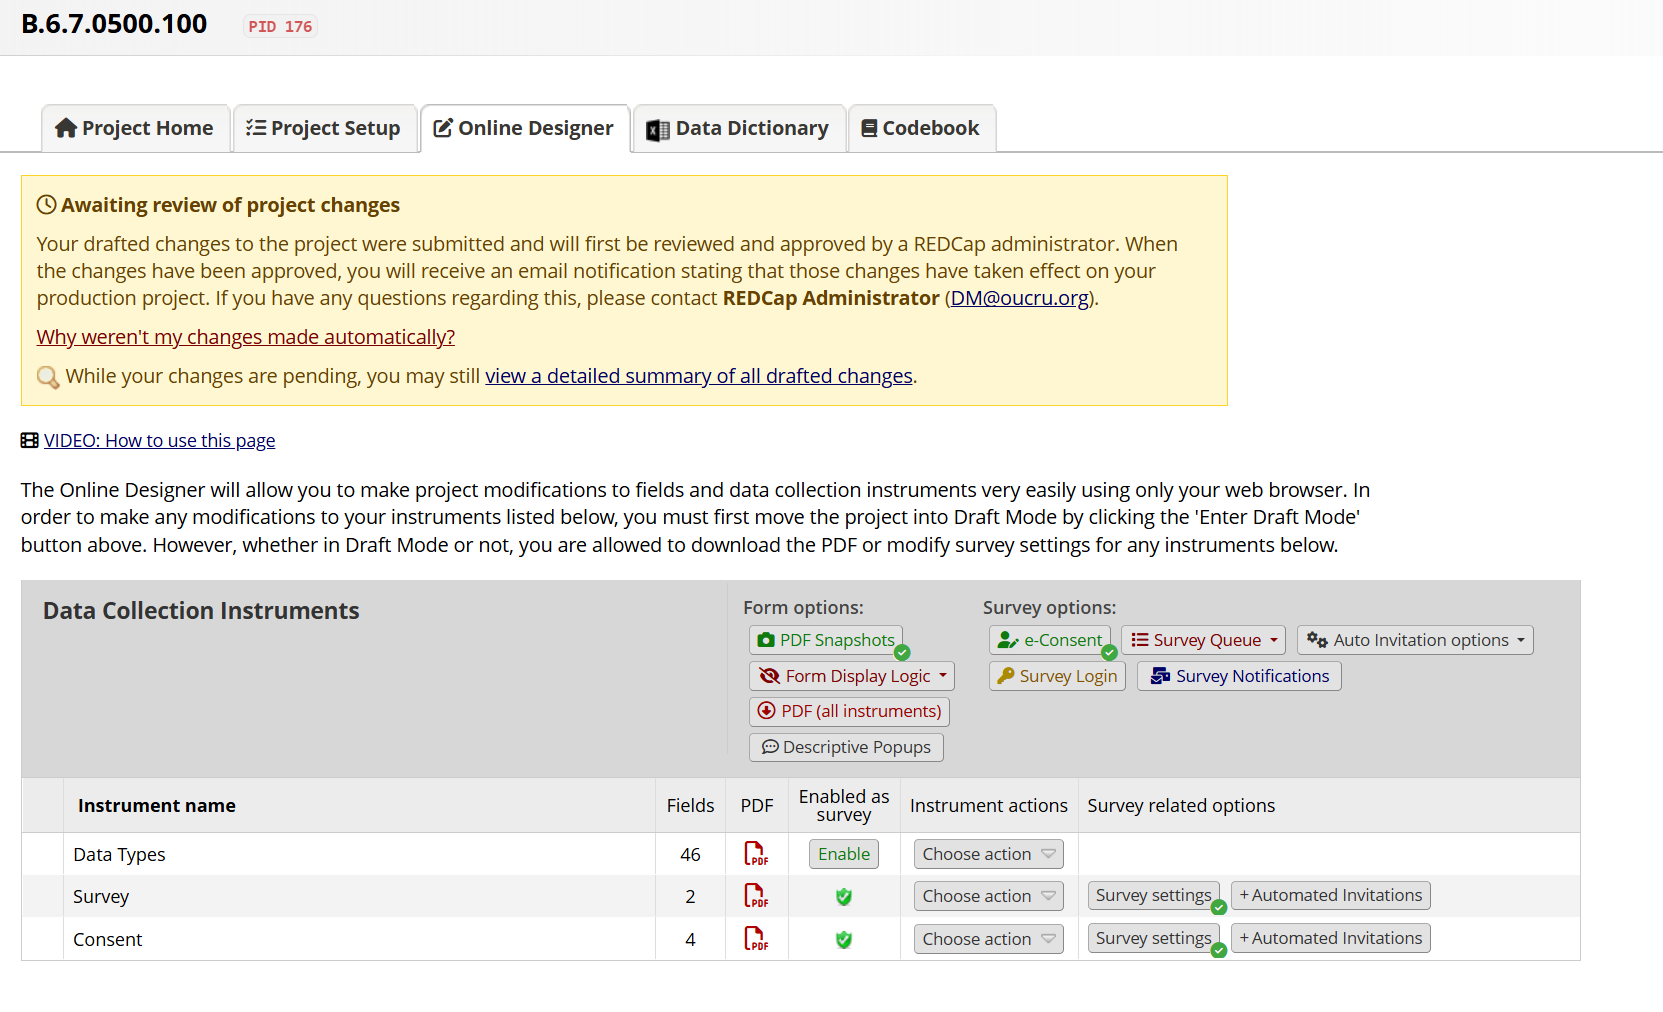 B.6.7.0500.100 PID 176
Project Home Project Setup Online Designer Data Dictionary Codebook
Awaiting review of project changes
Your drafted changes to the project were submitted and will first be reviewed and approved by a REDCap administrator. When
the changes have been approved, you will receive an email notification stating that those changes have taken effect on your
production project. If you have any questions regarding this, please contact REDCap Administrator (DM@oucru.org).
Why weren't my changes made automatically?
While your changes are pending, you may still view a detailed summary of all drafted changes.
VIDEO: How to use this page
The Online Designer will allow you to make project modifications to fields and data collection instruments very easily using only your web browser. In
order to make any modifications to your instruments listed below, you must first move the project into Draft Mode by clicking the 'Enter Draft Mode'
button above. However, whether in Draft Mode or not, you are allowed to download the PDF or modify survey settings for any instruments below.
Data Collection Instruments
Form options:
PDF Snapshots
Form Display Logic
PDF (all instruments)
Descriptive Popups
Survey options:
e-Consent Survey Queue Auto Invitation options
Survey Login Survey Notifications
Instrument name Fields PDF Enabled as survey Instrument actions Survey related options
Data Types 46 PDF Enable Choose action
Survey 2 PDF Choose action Survey settings +Automated Invitations
Consent 4 PDF Choose action Survey settings +Automated Invitations